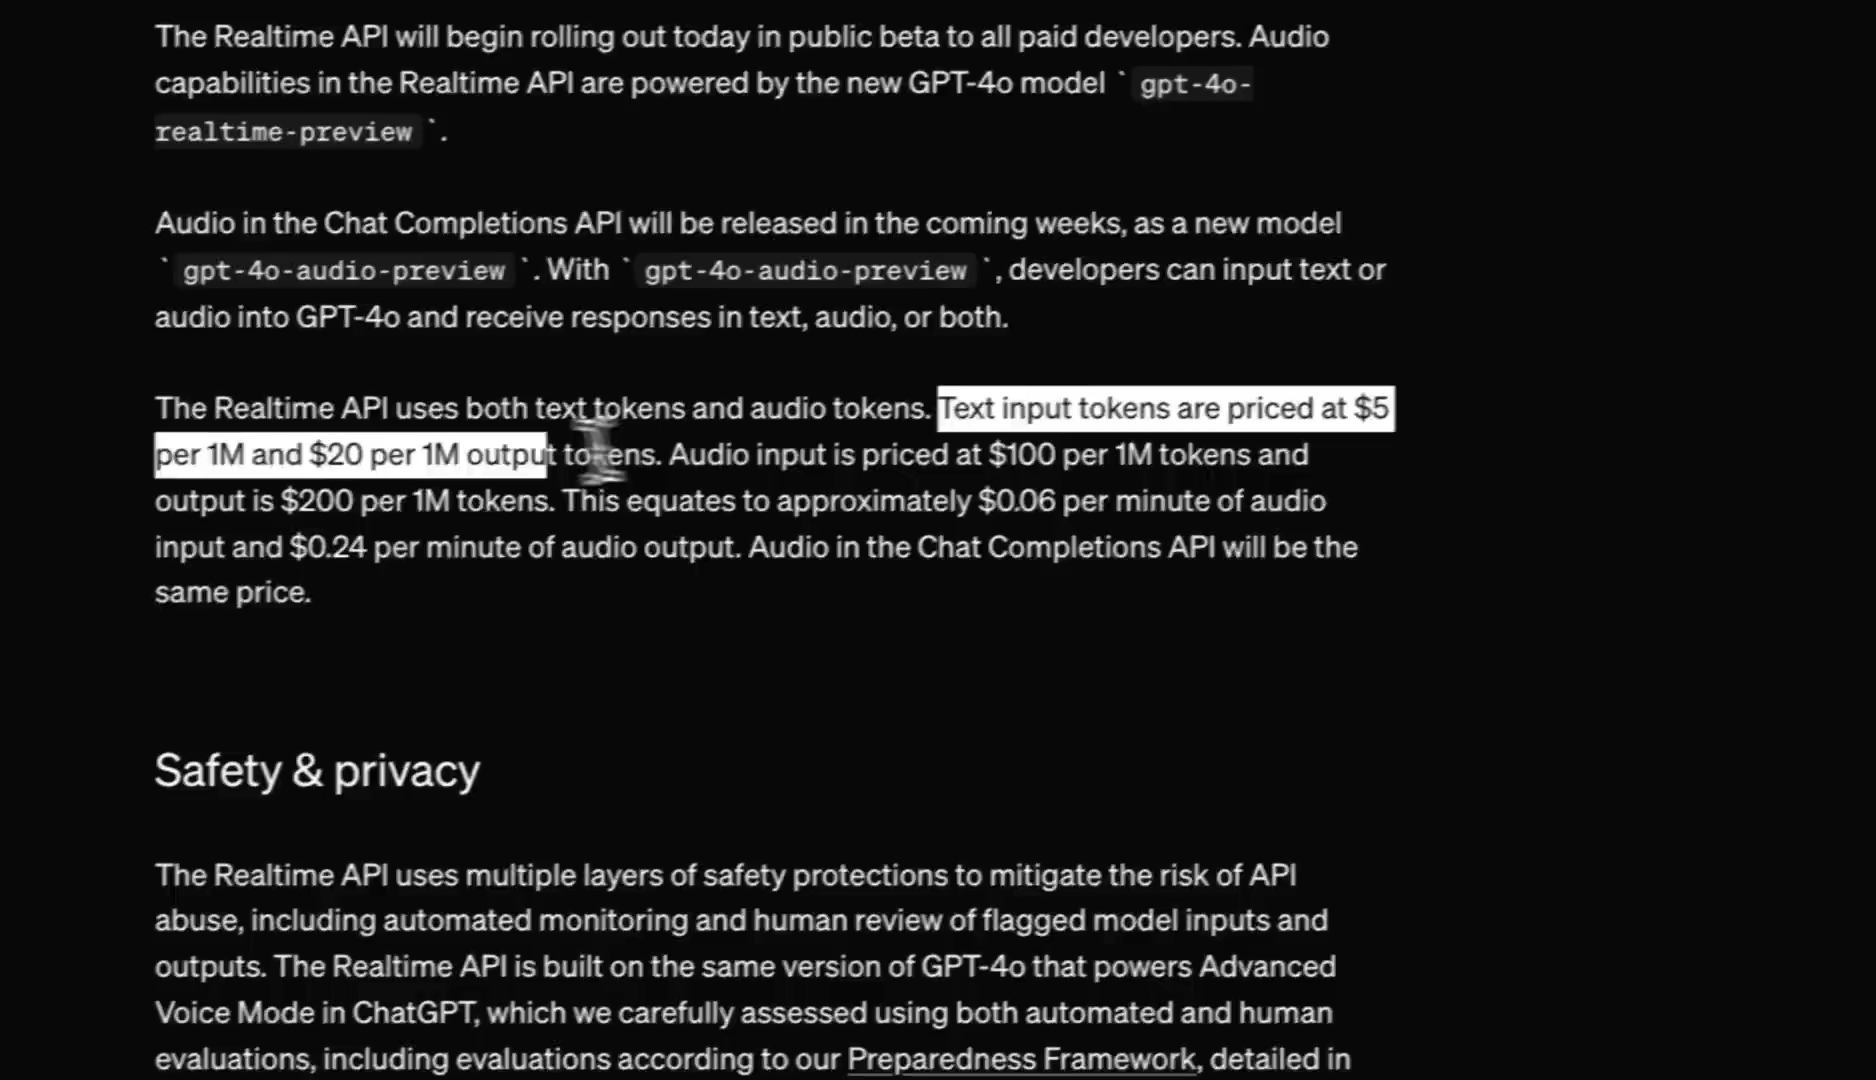 The Realtime API will begin rolling out today in public beta to all paid developers. Audio
capabilities in the Realtime API are powered by the new GPT-4o model ` gpt-4o-
realtime-preview `.
Audio in the Chat Completions API will be released in the coming weeks, as a new model
` gpt-4o-audio-preview `. With ` gpt-4o-audio-preview `, developers can input text or
audio into GPT-4o and receive responses in text, audio, or both.
The Realtime API uses both text tokens and audio tokens. Text input tokens are priced at $5
per 1M and $20 per 1M output tokens. Audio input is priced at $100 per 1M tokens and
output is $200 per 1M tokens. This equates to approximately $0.06 per minute of audio
input and $0.24 per minute of audio output. Audio in the Chat Completions API will be the
same price.
Safety & privacy
The Realtime API uses multiple layers of safety protections to mitigate the risk of API
abuse, including automated monitoring and human review of flagged model inputs and
outputs. The Realtime API is built on the same version of GPT-4o that powers Advanced
Voice Mode in ChatGPT, which we carefully assessed using both automated and human
evaluations, including evaluations according to our Preparedness Framework, detailed in